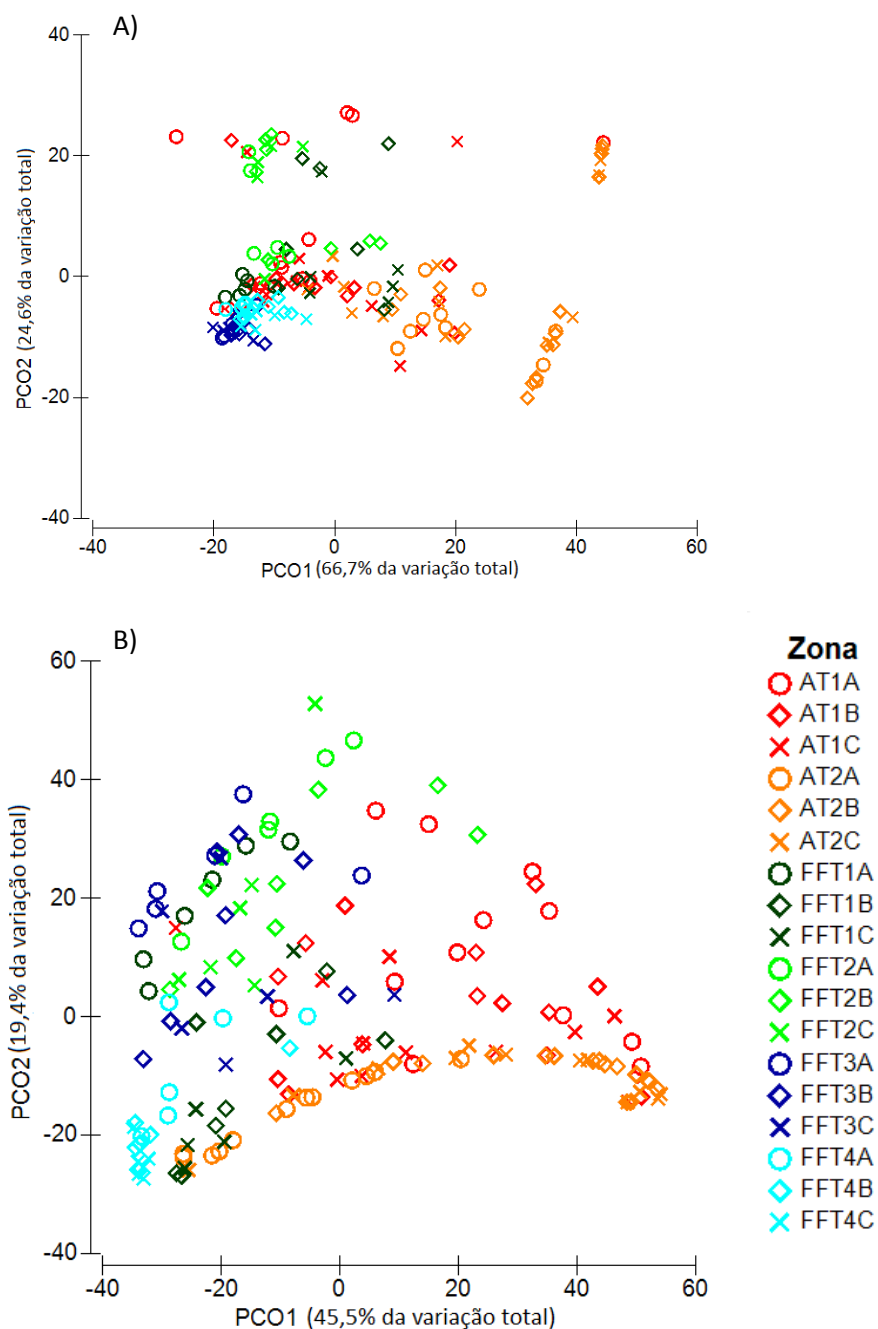 A)
40
20
0
-20
-40
PCO2 (24,6% da variação total)
-40
-20
0
20
40
60
PCO1 (66,7% da variação total)
B)
60
40
20
0
-20
-40
PCO2 (19,4% da variação total)
-40
-20
0
20
40
60
PCO1 (45,5% da variação total)
Zona
AT1A
AT1B
AT1C
AT2A
AT2B
AT2C
FFT1A
FFT1B
FFT1C
FFT2A
FFT2B
FFT2C
FFT3A
FFT3B
FFT3C
FFT4A
FFT4B
FFT4C